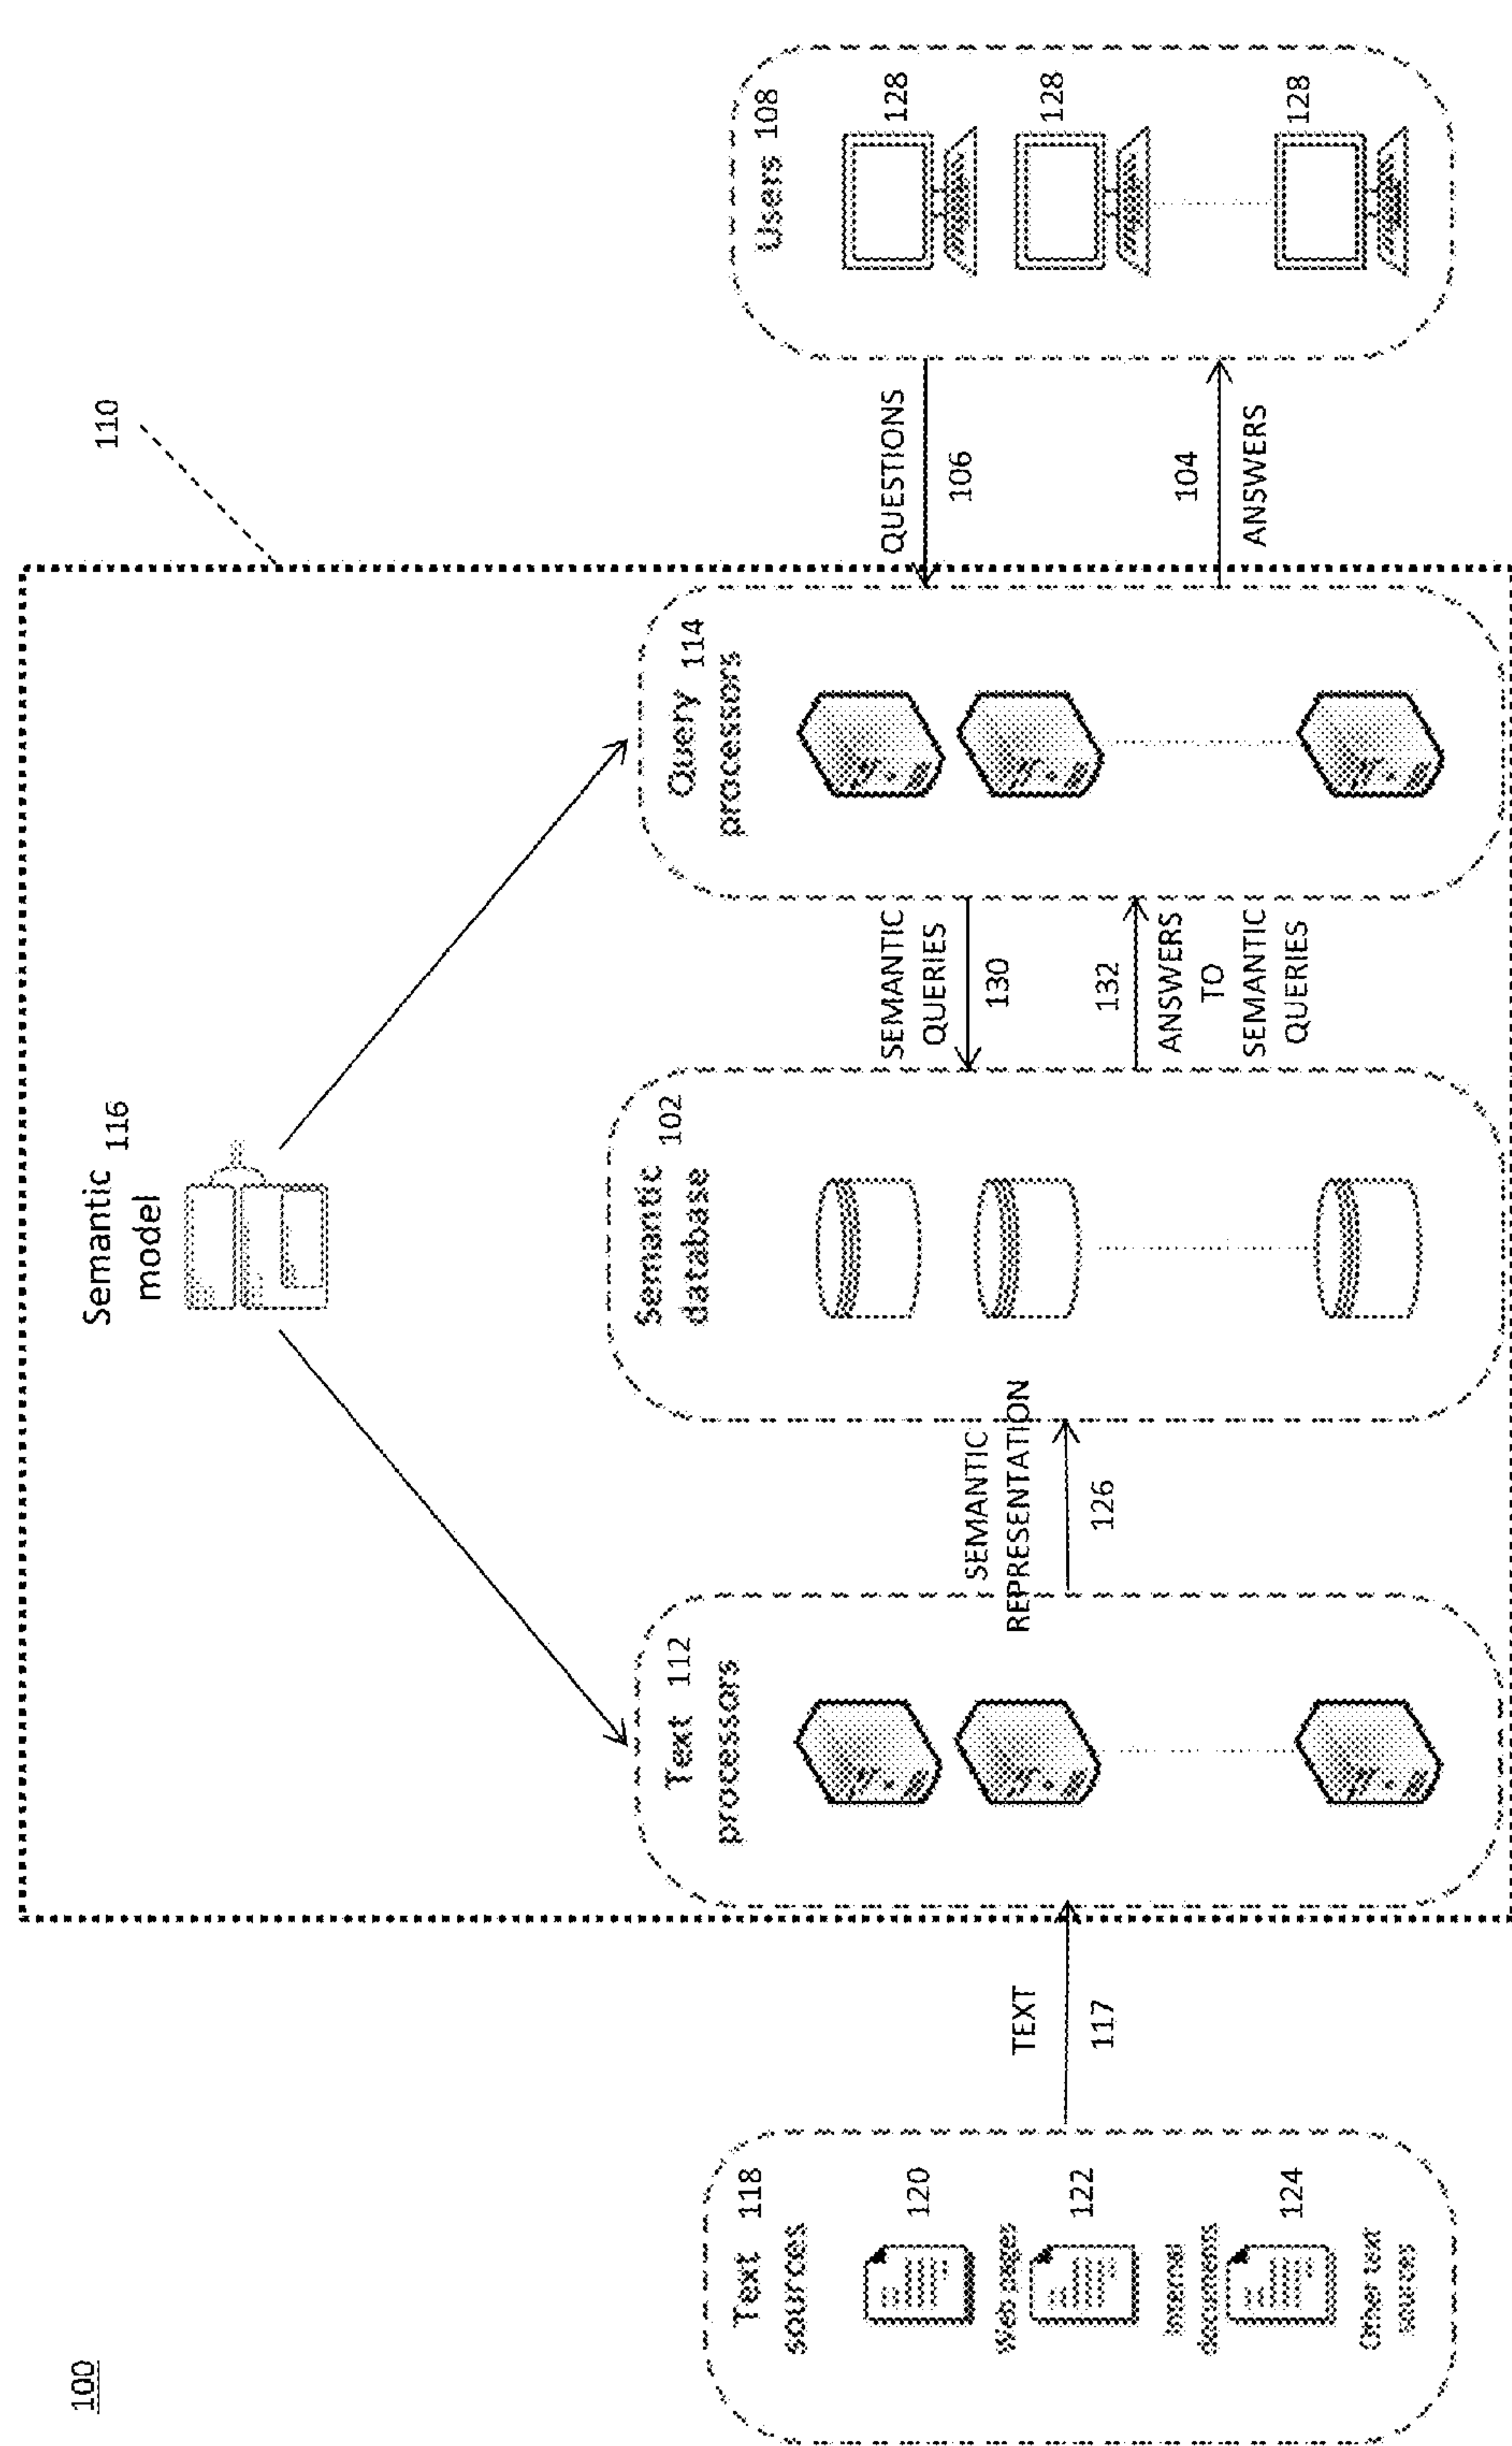 100
110
Semantic 116
model
Text 118
sources
120
Web pages
122
Internal
documents
124
Other text
sources
TEXT
117
Text 112
processors
SEMANTIC
REPRESENTATION
126
Semantic 102
database
SEMANTIC
QUERIES
130
132
ANSWERS
TO
SEMANTIC
QUERIES
Query 114
processors
QUESTIONS
106
104
ANSWERS
Users 108
128
128
128